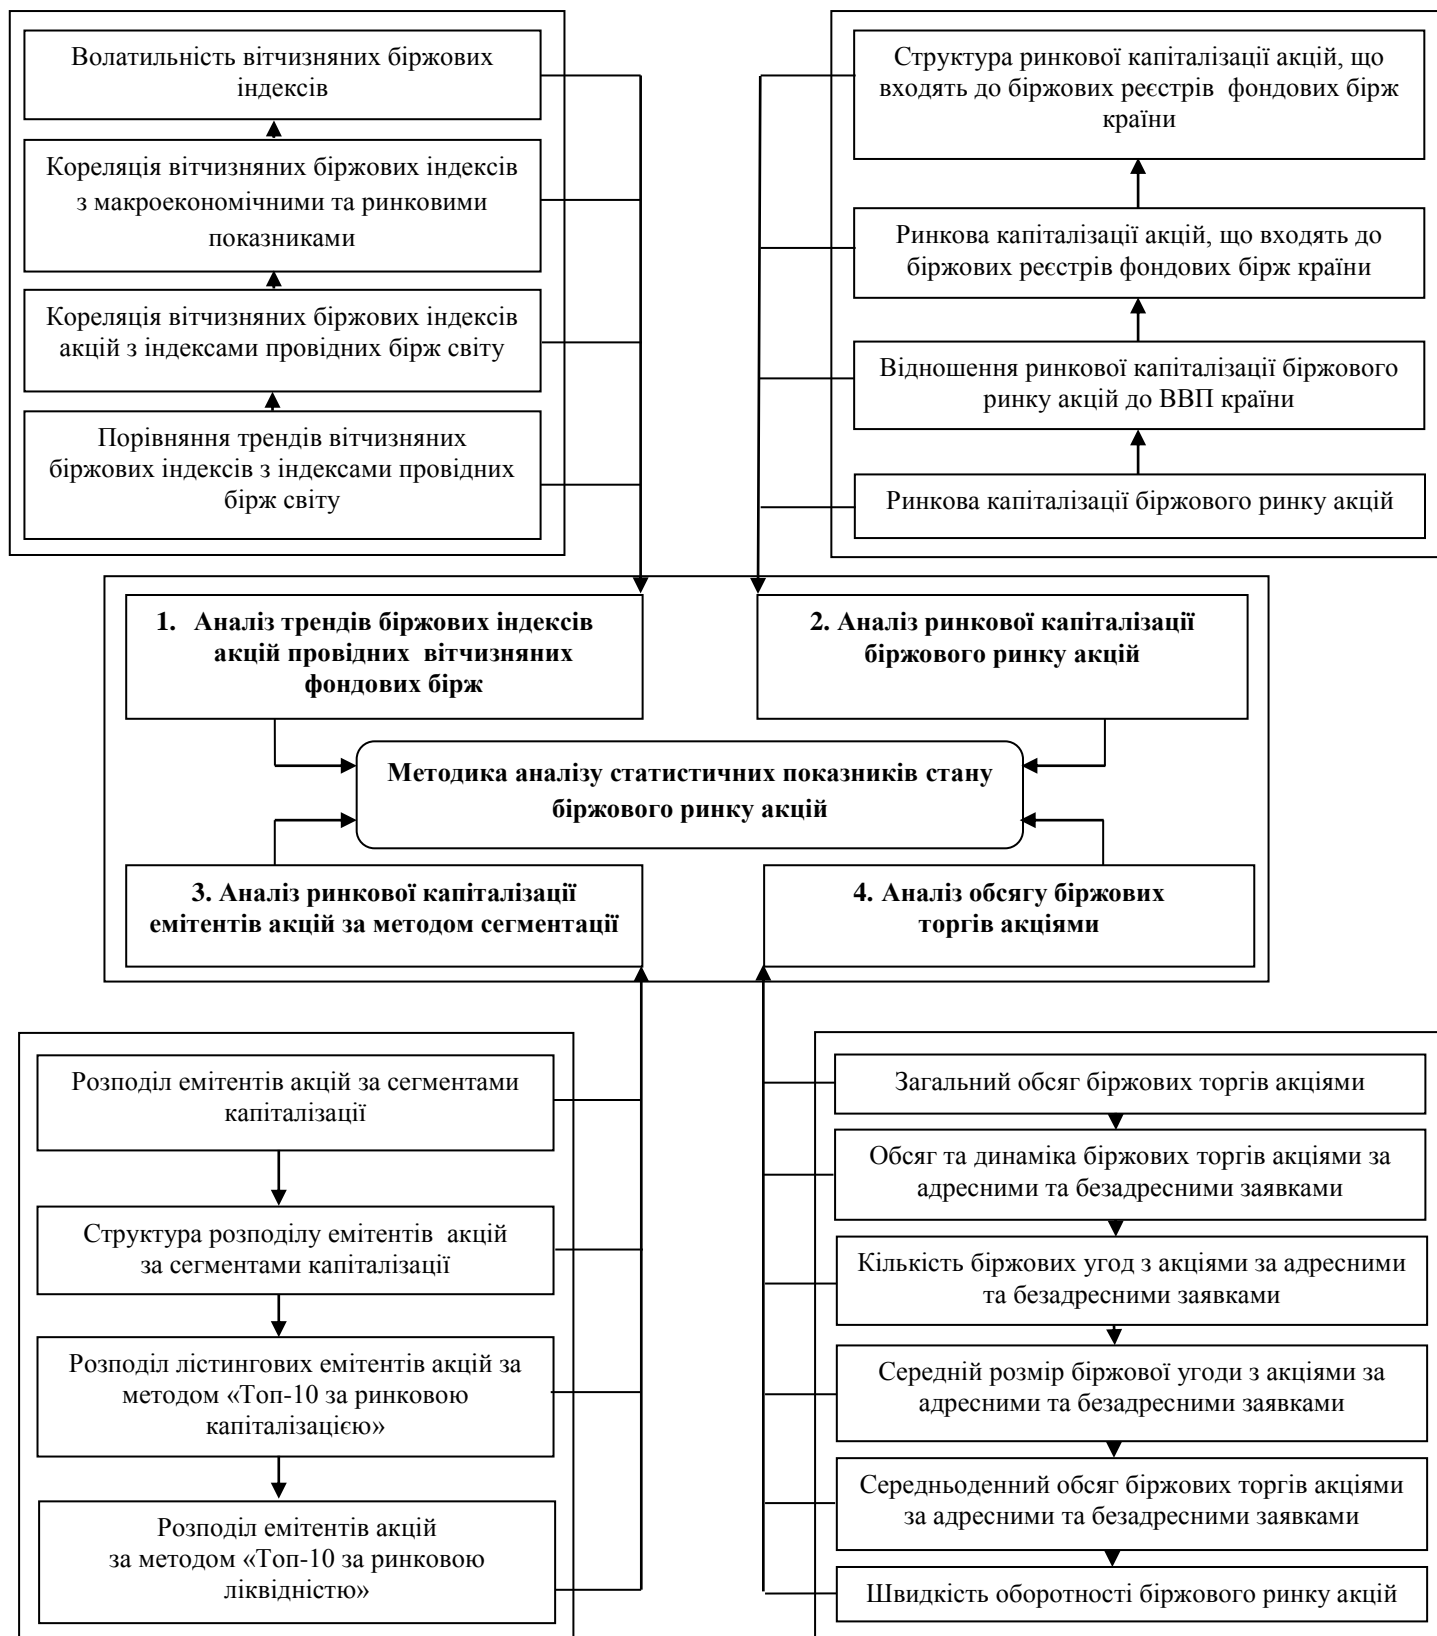 Волатильність вітчизняних біржових
індексів
Кореляція вітчизняних біржових індексів
з макроекономічними та ринковими
показниками
Кореляція вітчизняних біржових індексів
акцій з індексами провідних бірж світу
Порівняння трендів вітчизняних
біржових індексів з індексами провідних
бірж світу
Структура ринкової капіталізації акцій, що
входять до біржових реєстрів фондових бірж
країни
Ринкова капіталізації акцій, що входять до
біржових реєстрів фондових бірж країни
Відношення ринкової капіталізації біржового
ринку акцій до ВВП країни
Ринкова капіталізації біржового ринку акцій
1. Аналіз трендів біржових індексів
акцій провідних вітчизняних
фондових бірж
2. Аналіз ринкової капіталізації
біржового ринку акцій
Методика аналізу статистичних показників стану
біржового ринку акцій
3. Аналіз ринкової капіталізації
емітентів акцій за методом сегментації
4. Аналіз обсягу біржових
торгів акціями
Розподіл емітентів акцій за сегментами
капіталізації
Структура розподілу емітентів акцій
за сегментами капіталізації
Розподіл лістингових емітентів акцій за
методом «Топ-10 за ринковою
капіталізацією»
Розподіл емітентів акцій
за методом «Топ-10 за ринковою
ліквідністю»
Загальний обсяг біржових торгів акціями
Обсяг та динаміка біржових торгів акціями за
адресними та безадресними заявками
Кількість біржових угод з акціями за адресними
та безадресними заявками
Середній розмір біржової угоди з акціями за
адресними та безадресними заявками
Середньоденний обсяг біржових торгів акціями
за адресними та безадресними заявками
Швидкість оборотності біржового ринку акцій